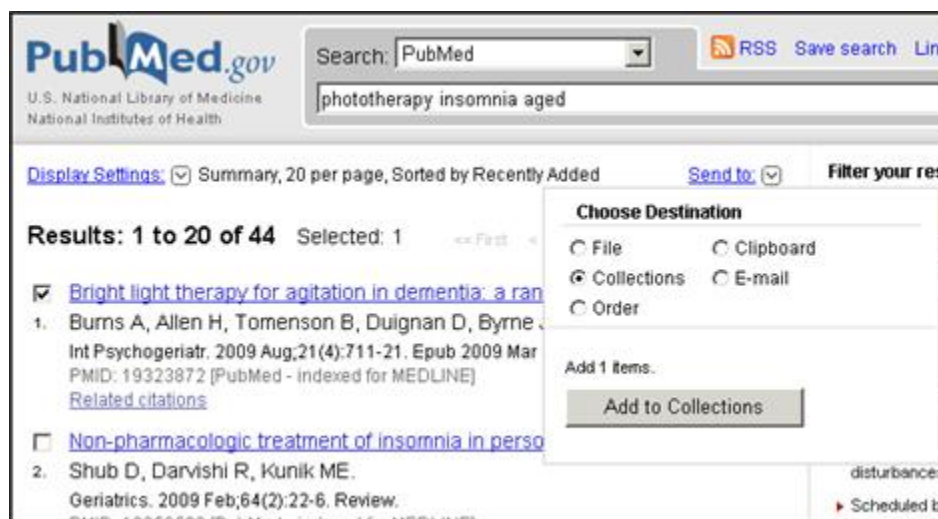 PubMed.gov
U.S. National Library of Medicine
National Institutes of Health
Search: PubMed
RSS Save search
phototherapy insomnia aged
Display Settings: Summary, 20 per page, Sorted by Recently Added
Send to:
Filter your
Choose Destination
File Clipboard
Collections E-mail
Order
Add 1 items.
Add to Collections
Results: 1 to 20 of 44 Selected: 1 << First <
Bright light therapy for agitation in dementia: a ran
1. Burns A, Allen H, Tomenson B, Duignan D, Byrne
Int Psychogeriatr. 2009 Aug;21(4):711-21. Epub 2009 Mar
PMID: 19323872 [PubMed - indexed for MEDLINE]
Related citations
Non-pharmacologic treatment of insomnia in perso
2. Shub D, Darvishi R, Kunik ME.
Geriatrics. 2009 Feb;64(2):22-6. Review.
Scheduled